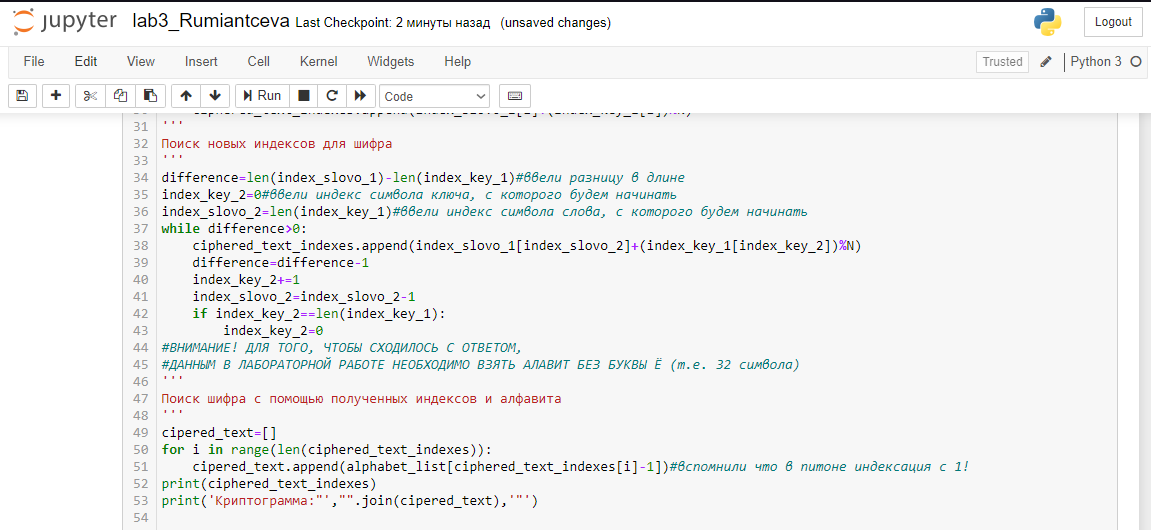 jupyter lab3_Rumiantceva Last Checkpoint: 2 минуты назад (unsaved changes) Logout
File Edit View Insert Cell Kernel Widgets Help Trusted Python 3
Run Code
31 '''
32 Поиск новых индексов для шифра
33 '''
34 difference=len(index_slovo_1)-len(index_key_1)#ввели разницу в длине
35 index_key_2=0#ввели индекс символа ключа, с которого будем начинать
36 index_slovo_2=len(index_key_1)#ввели индекс символа слова, с которого будем начинать
37 while difference>0:
38 ciphered_text_indexes.append(index_slovo_1[index_slovo_2]+(index_key_1[index_key_2])%N)
39 difference=difference-1
40 index_key_2+=1
41 index_slovo_2=index_slovo_2-1
42 if index_key_2==len(index_key_1):
43 index_key_2=0
44 #ВНИМАНИЕ! ДЛЯ ТОГО, ЧТОБЫ СХОДИЛОСЬ С ОТВЕТОМ,
45 #ДАННЫМ В ЛАБОРАТОРНОЙ РАБОТЕ НЕОБХОДИМО ВЗЯТЬ АЛАВИТ БЕЗ БУКВЫ Ё (т.е. 32 символа)
46 '''
47 Поиск шифра с помощью полученных индексов и алфавита
48 '''
49 cipered_text=[]
50 for i in range(len(ciphered_text_indexes)):
51 cipered_text.append(alphabet_list[ciphered_text_indexes[i]-1])#вспомнили что в питоне индексация с 1!
52 print(ciphered_text_indexes)
53 print('Криптограмма:"',"".join(cipered_text),'"')
54